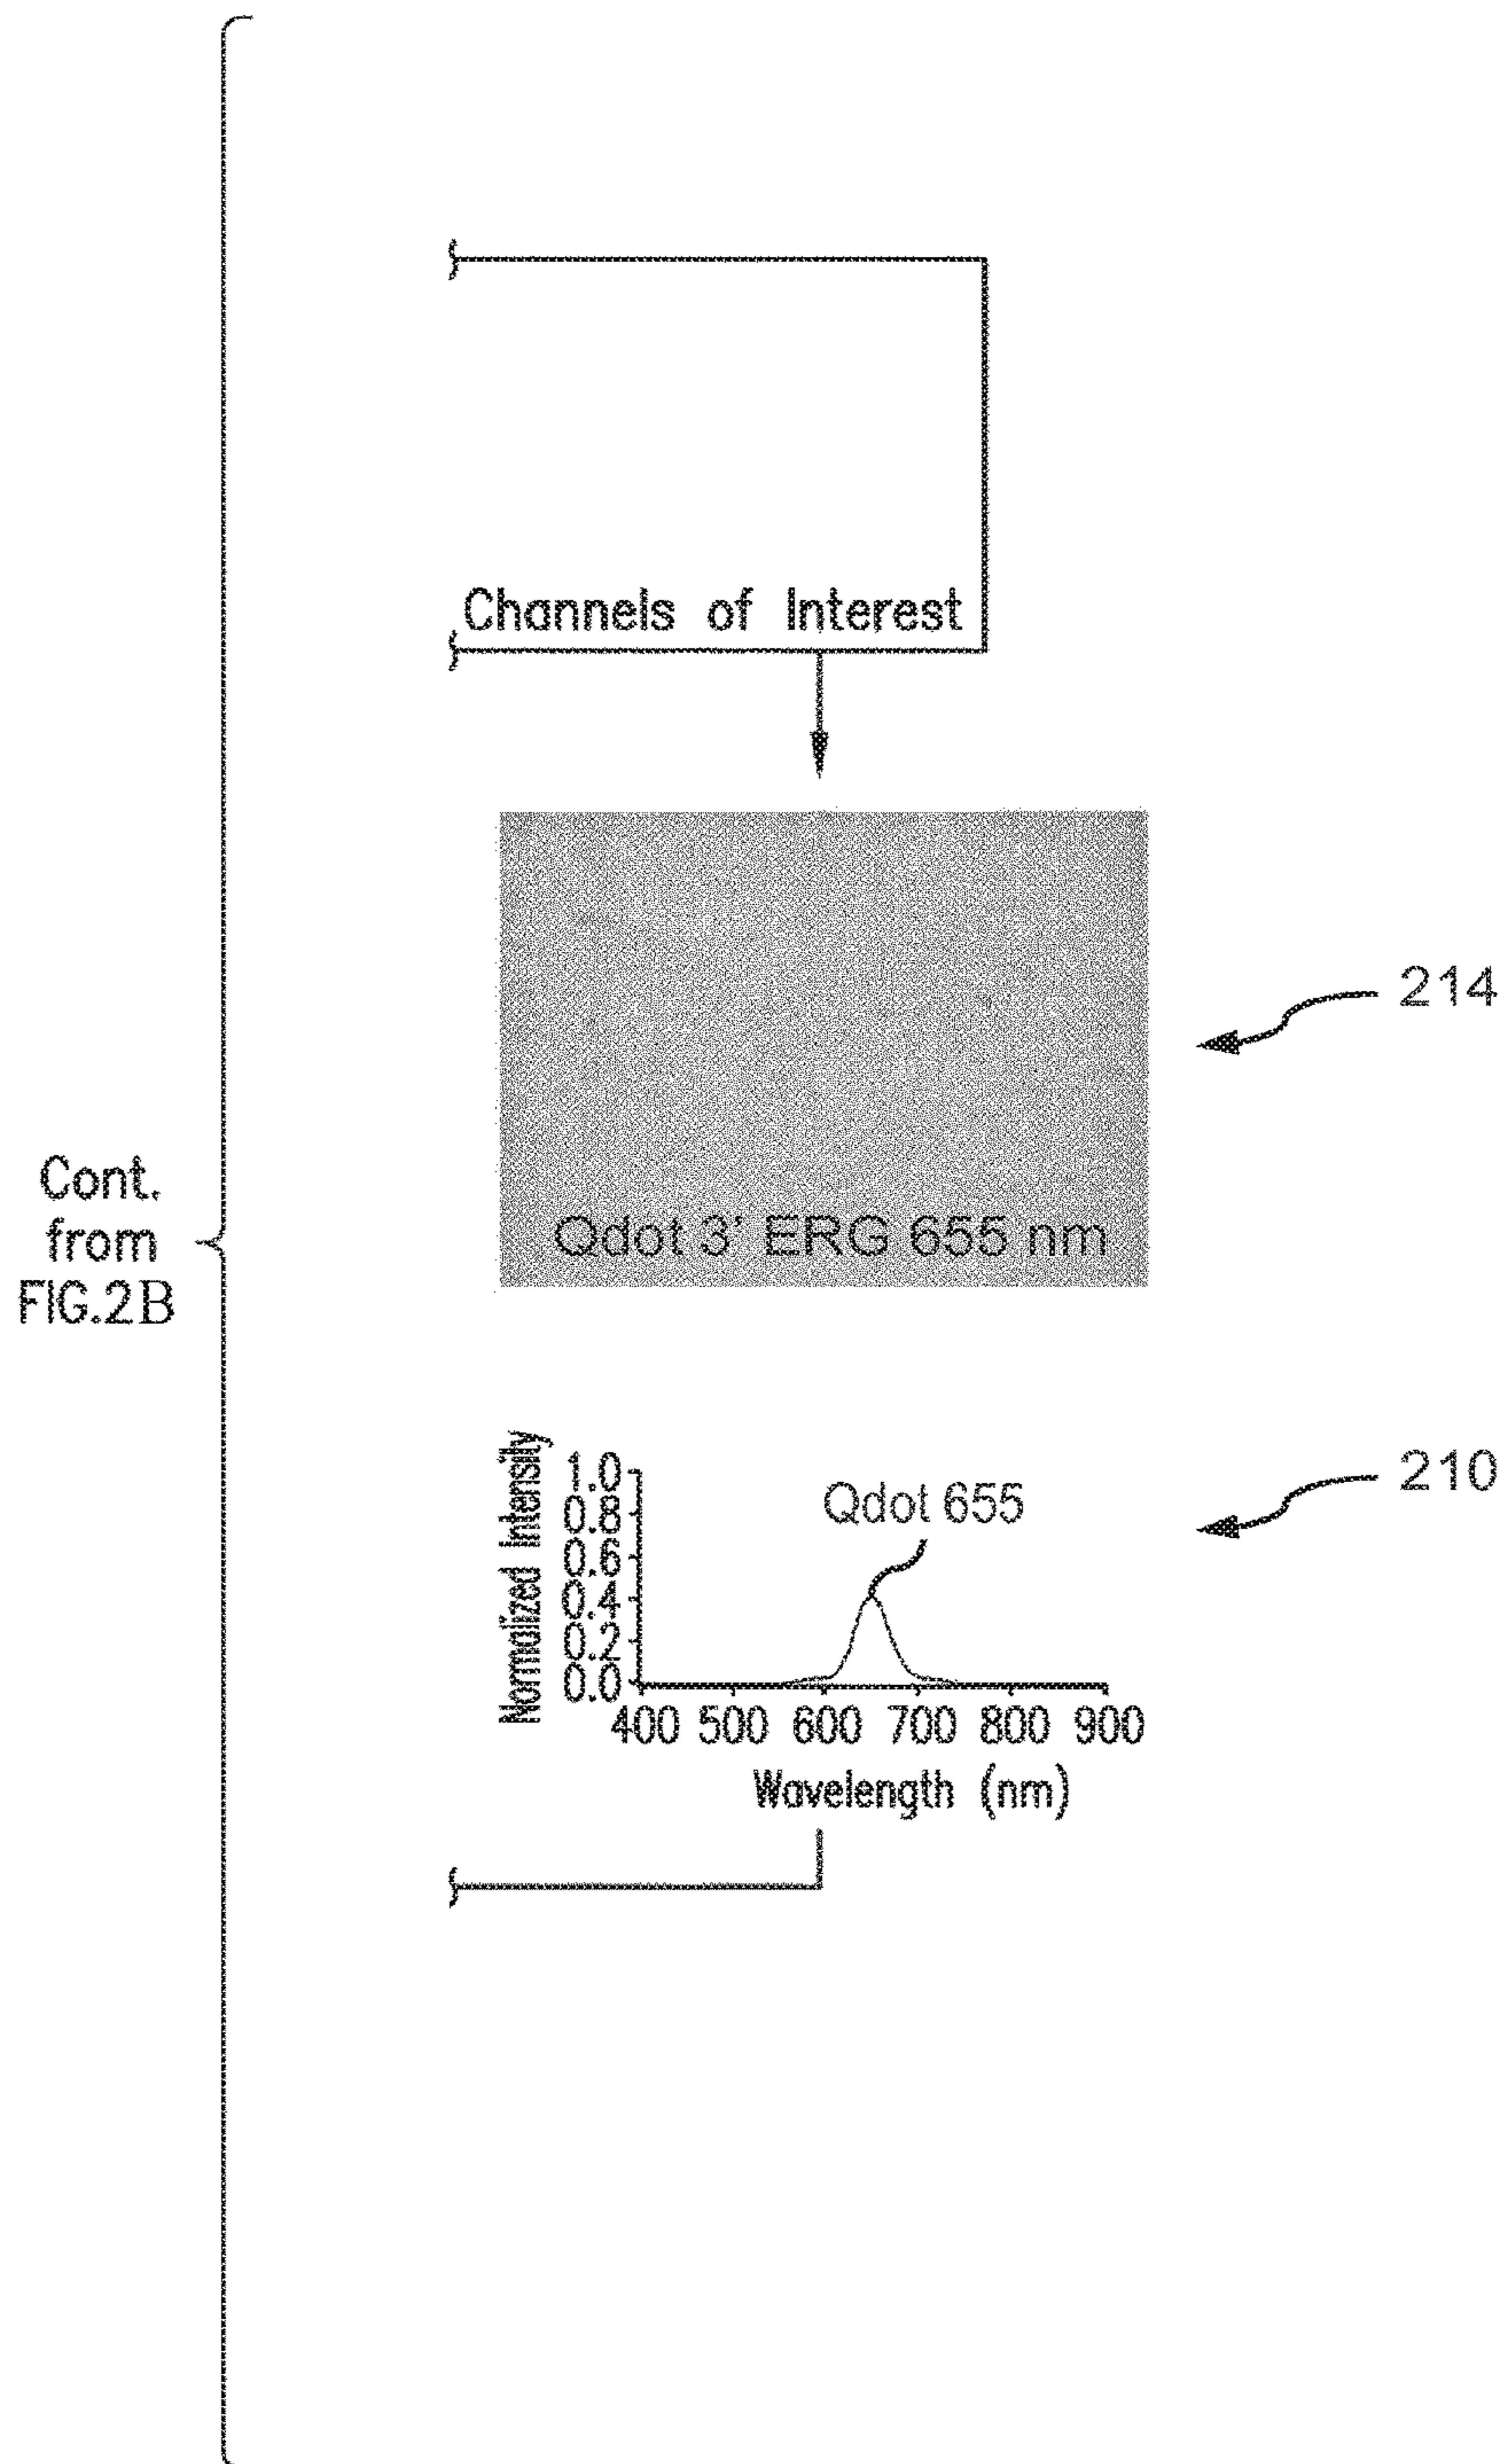 Channels of Interest
214
Cont.
from
FIG.2B
Qdot 3' ERG 655 nm
210
Normalized Intensity
1.0
0.8
0.6
0.4
0.2
0.0
Qdot 655
400 500 600 700 800 900
Wavelength (nm)